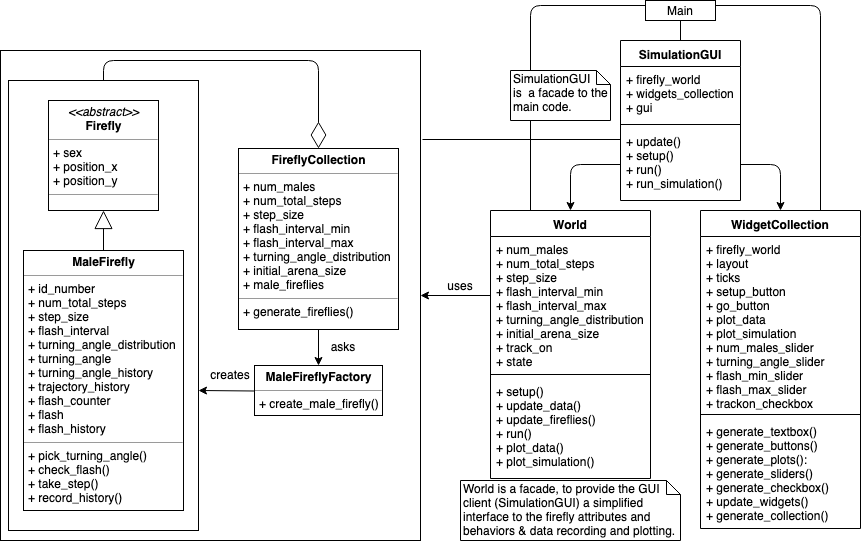 Main
SimulationGUI
+ firefly_world
+ widgets_collection
+ gui
+ update()
+ setup()
+ run()
+ run_simulation()
SimulationGUI
is a facade to the
main code.
<<abstract>>
Firefly
+ sex
+ position_x
+ position_y
MaleFirefly
+ id_number
+ num_total_steps
+ step_size
+ flash_interval
+ turning_angle_distribution
+ turning_angle
+ turning_angle_history
+ trajectory_history
+ flash_counter
+ flash
+ flash_history
+ pick_turning_angle()
+ check_flash()
+ take_step()
+ record_history()
FireflyCollection
+ num_males
+ num_total_steps
+ step_size
+ flash_interval_min
+ flash_interval_max
+ turning_angle_distribution
+ initial_arena_size
+ male_fireflies
+ generate_fireflies()
asks
creates
MaleFireflyFactory
+ create_male_firefly()
uses
World
+ num_males
+ num_total_steps
+ step_size
+ flash_interval_min
+ flash_interval_max
+ turning_angle_distribution
+ initial_arena_size
+ track_on
+ state
+ setup()
+ update_data()
+ update_fireflies()
+ run()
+ plot_data()
+ plot_simulation()
World is a facade, to provide the GUI
client (SimulationGUI) a simplified
interface to the firefly attributes and
behaviors & data recording and plotting.
WidgetCollection
+ firefly_world
+ layout
+ ticks
+ setup_button
+ go_button
+ plot_data
+ plot_simulation
+ num_males_slider
+ turning_angle_slider
+ flash_min_slider
+ flash_max_slider
+ trackon_checkbox
+ generate_textbox()
+ generate_buttons()
+ generate_plots():
+ generate_sliders()
+ generate_checkbox()
+ update_widgets()
+ generate_collection()